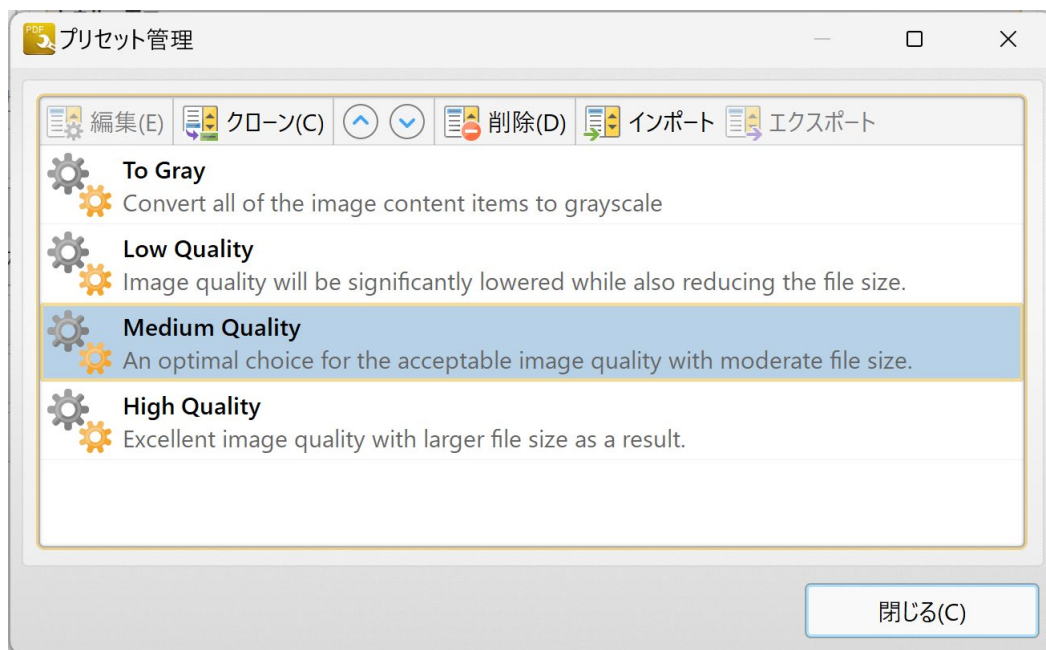 PDF
プリセット管理
編集(E) クローン(C) 削除(D) インポート エクスポート
To Gray
Convert all of the image content items to grayscale
Low Quality
Image quality will be significantly lowered while also reducing the file size.
Medium Quality
An optimal choice for the acceptable image quality with moderate file size.
High Quality
Excellent image quality with larger file size as a result.
閉じる(C)